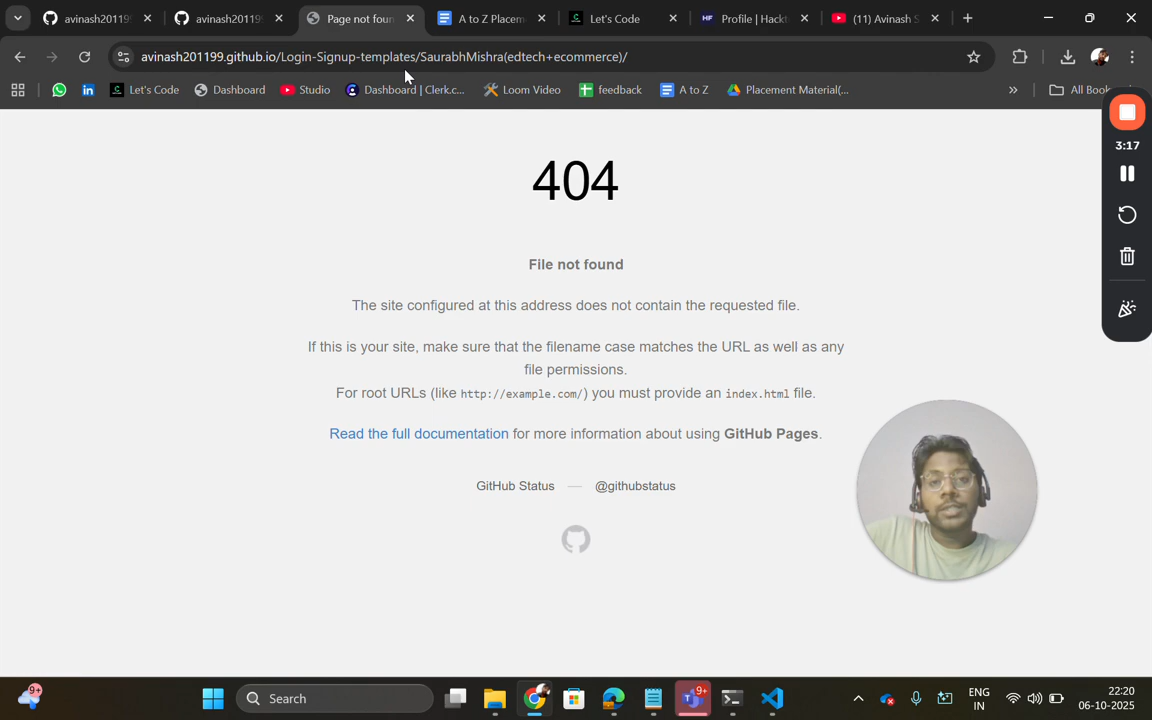 avinash20119
avinash20119
Page not foun
A to Z Placem
Let's Code
HF Profile | Hackt
(11) Avinash S
avinash201199.github.io/Login-Signup-templates/SaurabhMishra(edtech+ecommerce)/
Let's Code
Dashboard
Studio
Dashboard | Clerk.c...
Loom Video
feedback
A to Z
Placement Material(...
»
All Book
3:17
404
File not found
The site configured at this address does not contain the requested file.
If this is your site, make sure that the filename case matches the URL as well as any
file permissions.
For root URLs (like http://example.com/) you must provide an index.html file.
Read the full documentation for more information about using GitHub Pages.
GitHub Status — @githubstatus
9+
Search
9+
ENG
IN
22:20
06-10-2025